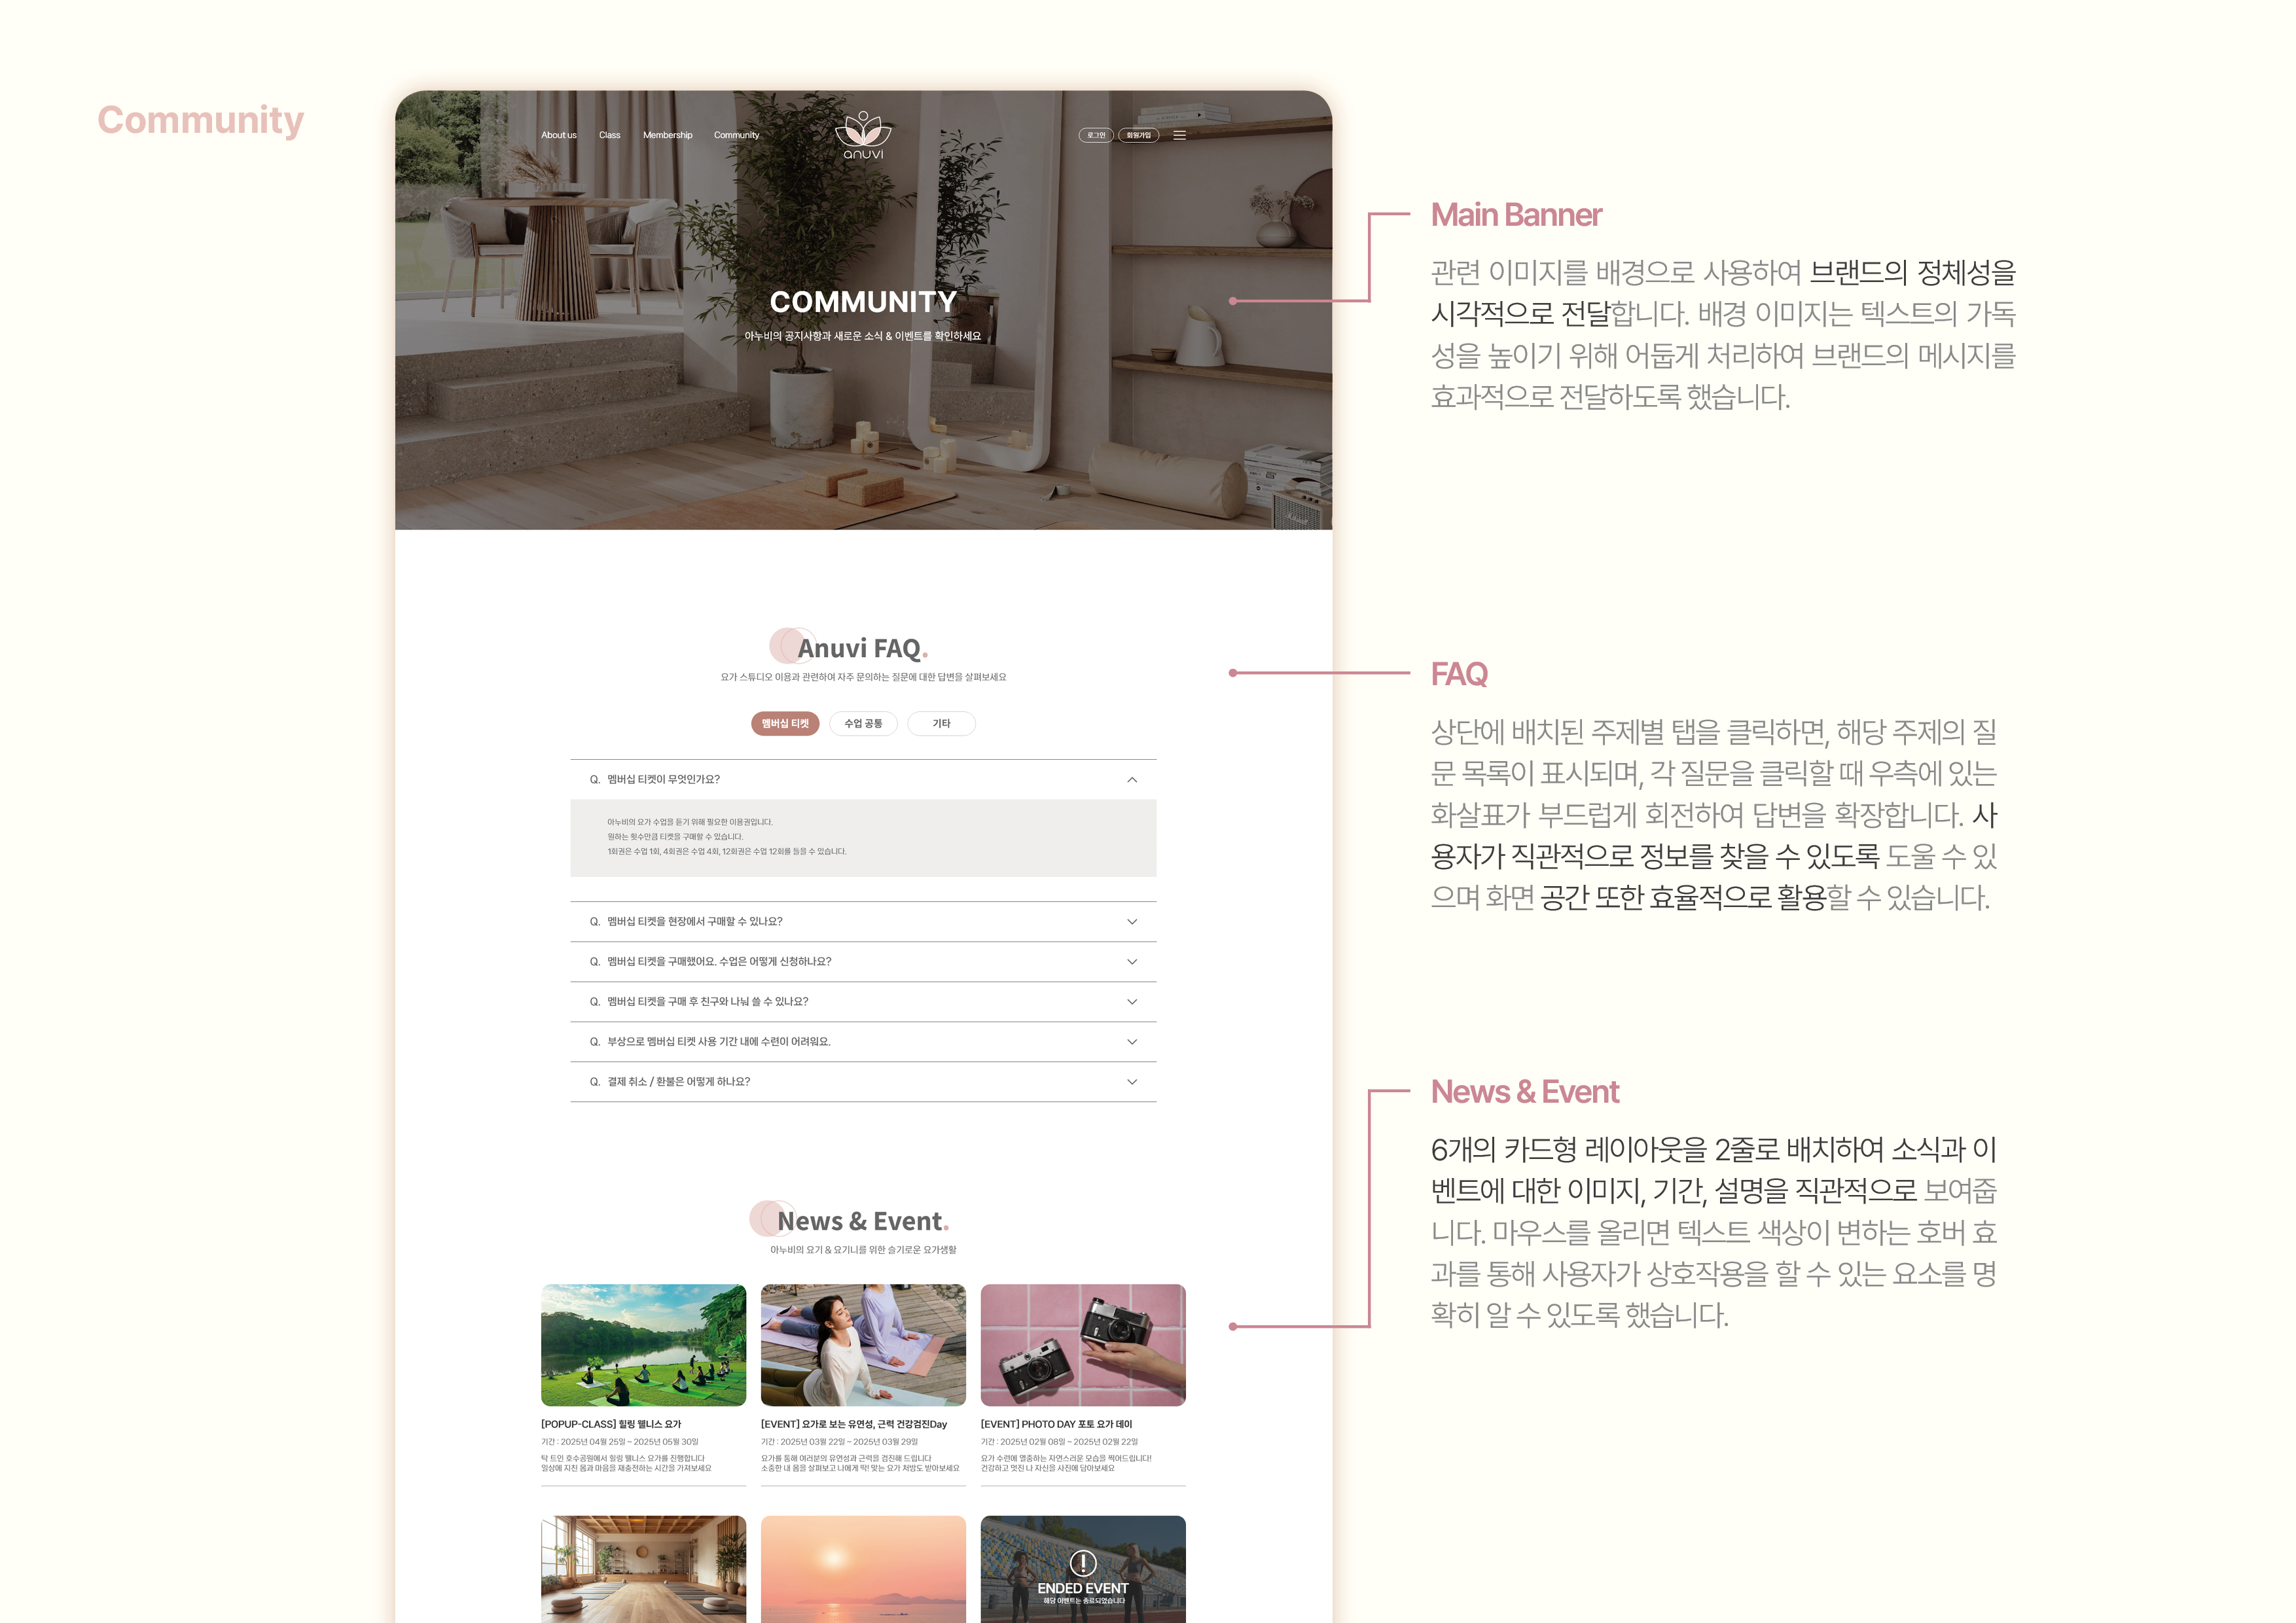 Community
About us Class Membership Community
anuvi
로그인 회원가입
COMMUNITY
아누비의 공지사항과 새로운 소식 & 이벤트를 확인하세요
Main Banner
관련 이미지를 배경으로 사용하여 브랜드의 정체성을
시각적으로 전달합니다. 배경 이미지는 텍스트의 가독
성을 높이기 위해 어둡게 처리하여 브랜드의 메시지를
효과적으로 전달하도록 했습니다.
Anuvi FAQ.
요가 스튜디오 이용과 관련하여 자주 문의하는 질문에 대한 답변을 살펴보세요
멤버십 티켓 수업 공통 기타
Q. 멤버십 티켓이 무엇인가요?
아누비의 요가 수업을 듣기 위해 필요한 이용권입니다.
원하는 횟수만큼 티켓을 구매할 수 있습니다.
1회권은 수업 1회, 4회권은 수업 4회, 12회권은 수업 12회를 들을 수 있습니다.
Q. 멤버십 티켓을 현장에서 구매할 수 있나요?
Q. 멤버십 티켓을 구매했어요. 수업은 어떻게 신청하나요?
Q. 멤버십 티켓을 구매 후 친구와 나눠 쓸 수 있나요?
Q. 부상으로 멤버십 티켓 사용 기간 내에 수련이 어려워요.
Q. 결제 취소 / 환불은 어떻게 하나요?
FAQ
상단에 배치된 주제별 탭을 클릭하면, 해당 주제의 질
문 목록이 표시되며, 각 질문을 클릭할 때 우측에 있는
화살표가 부드럽게 회전하여 답변을 확장합니다. 사
용자가 직관적으로 정보를 찾을 수 있도록 도울 수 있
으며 화면 공간 또한 효율적으로 활용할 수 있습니다.
News & Event.
아누비의 요기 & 요기니를 위한 슬기로운 요가생활
[POPUP-CLASS] 힐링 웰니스 요가
기간 : 2025년 04월 25일 ~ 2025년 05월 30일
탁 트인 호수공원에서 힐링 웰니스 요가를 진행합니다
일상에 지친 몸과 마음을 재충전하는 시간을 가져보세요
[EVENT] 요가로 보는 유연성, 근력 건강검진Day
기간 : 2025년 03월 22일 ~ 2025년 03월 29일
요가를 통해 여러분의 유연성과 근력을 검진해 드립니다
소중한 내 몸을 살펴보고 나에게 딱! 맞는 요가 처방도 받아보세요
[EVENT] PHOTO DAY 포토 요가 데이
기간 : 2025년 02월 08일 ~ 2025년 02월 22일
요가 수련에 열중하는 자연스러운 모습을 찍어드립니다!
건강하고 멋진 나 자신을 사진에 담아보세요
ENDED EVENT
해당 이벤트는 종료되었습니다
News & Event
6개의 카드형 레이아웃을 2줄로 배치하여 소식과 이
벤트에 대한 이미지, 기간, 설명을 직관적으로 보여줍
니다. 마우스를 올리면 텍스트 색상이 변하는 호버 효
과를 통해 사용자가 상호작용을 할 수 있는 요소를 명
확히 알 수 있도록 했습니다.